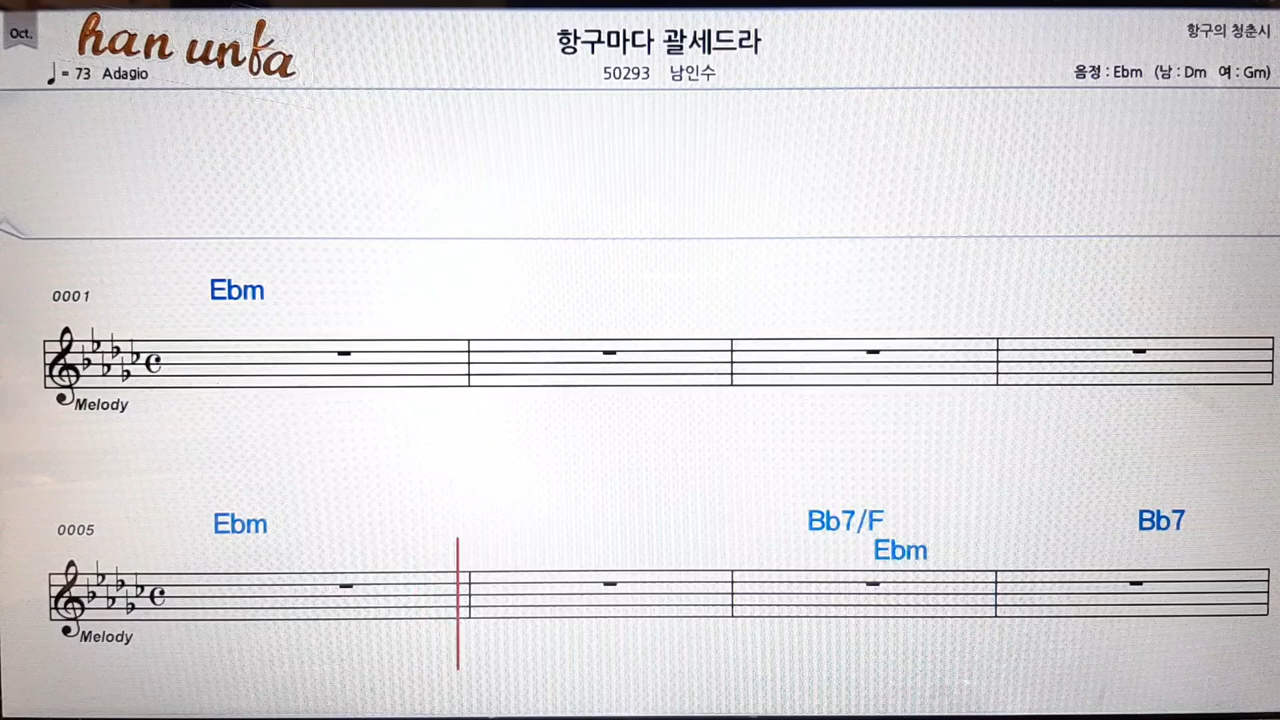 Oct.
han unfa
항구마다 괄세드라
항구의 청춘시
♩ = 73 Adagio
50293 남인수
음정 : Ebm (남 : Dm 여 : Gm)
0001
Ebm
Melody
0005
Ebm
Bb7/F
Ebm
Bb7
Melody